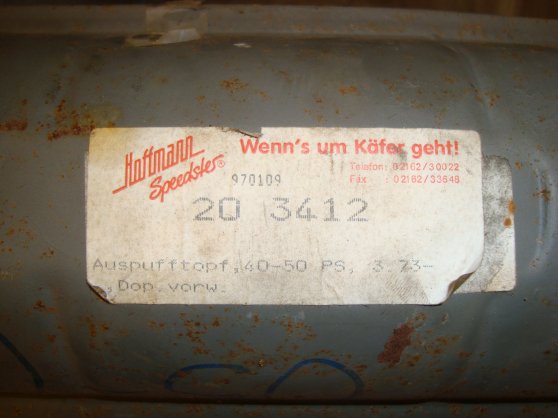 Hoffmann
Speedster®
Wenn's um Käfer geht!
Telefon: 02162/30022
Fax : 02162/33648
970109
20 3412
Auspufftopf,40-50 PS, 3.73-
,Dop.vorw.